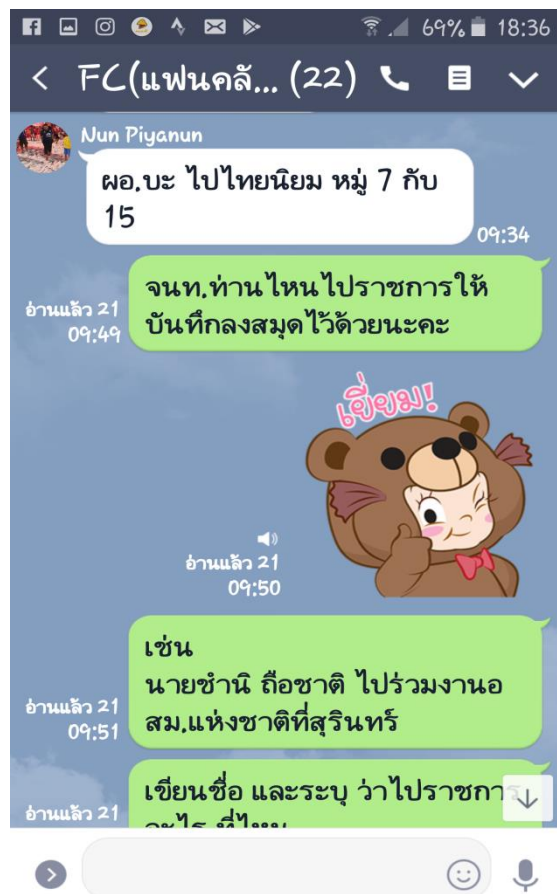 69% 18:36
FC(แฟนคลั... (22)
Nun Piyanun
ผอ.บะ ไปไทยนิยม หมู่ 7 กับ
15
09:34
จนท.ท่านไหนไปราชการให้
บันทึกลงสมุดไว้ด้วยนะคะ
อ่านแล้ว 21
09:49
เยี่ยม!
อ่านแล้ว 21
09:50
เช่น
นายชำนิ ถือชาติ ไปร่วมงานอ
สม.แห่งชาติที่สุรินทร์
อ่านแล้ว 21
09:51
เขียนชื่อ และระบุ ว่าไปราชการ
อะไร ที่ไหน
อ่านแล้ว 21